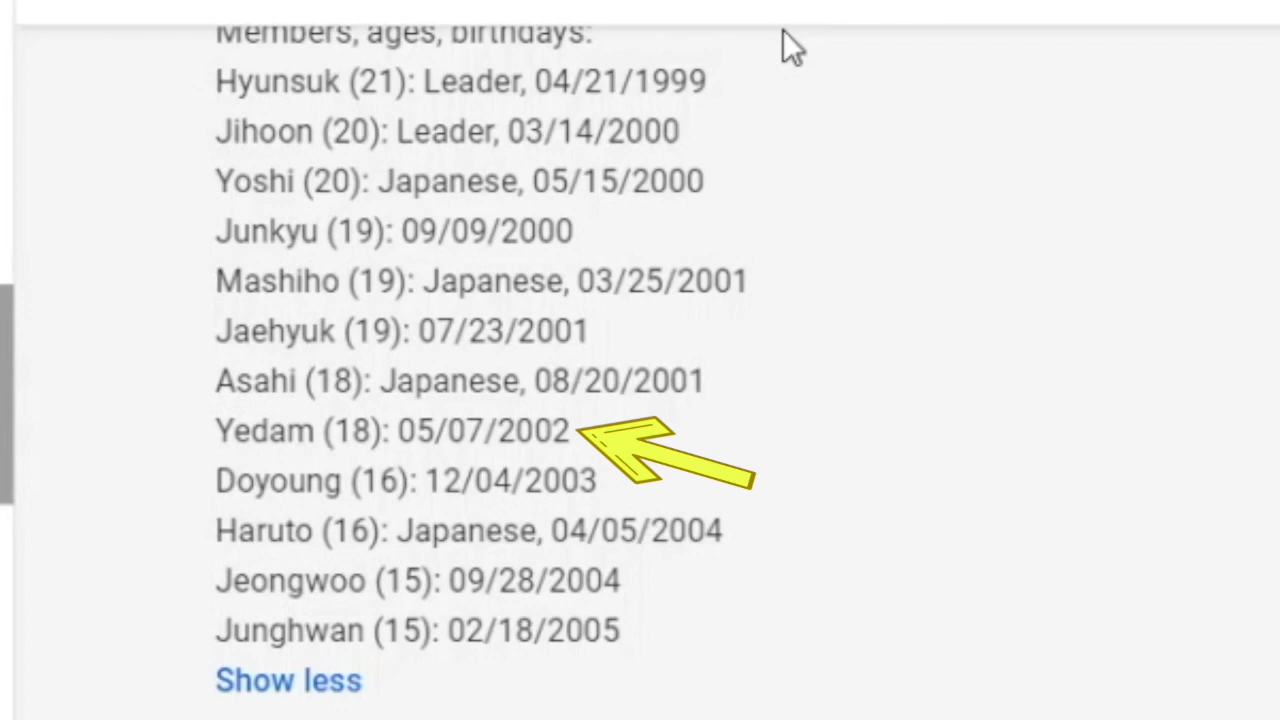 Members, ages, birthdays:
Hyunsuk (21): Leader, 04/21/1999
Jihoon (20): Leader, 03/14/2000
Yoshi (20): Japanese, 05/15/2000
Junkyu (19): 09/09/2000
Mashiho (19): Japanese, 03/25/2001
Jaehyuk (19): 07/23/2001
Asahi (18): Japanese, 08/20/2001
Yedam (18): 05/07/2002
Doyoung (16): 12/04/2003
Haruto (16): Japanese, 04/05/2004
Jeongwoo (15): 09/28/2004
Junghwan (15): 02/18/2005
Show less